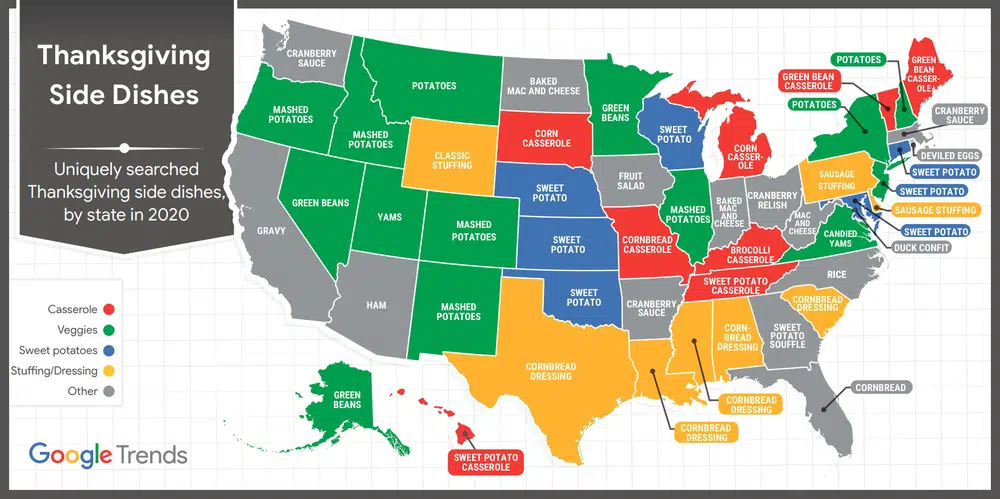 Thanksgiving
Side Dishes
Uniquely searched
Thanksgiving side dishes,
by state in 2020
Casserole
Veggies
Sweet potatoes
Stuffing/Dressing
Other
Google Trends
CRANBERRY
SAUCE
MASHED
POTATOES
GRAVY
GREEN BEANS
MASHED
POTATOES
POTATOES
CLASSIC
STUFFING
YAMS
HAM
MASHED
POTATOES
MASHED
POTATOES
BAKED
MAC AND CHEESE
CORN
CASSEROLE
SWEET
POTATO
SWEET
POTATO
SWEET
POTATO
CORNBREAD
DRESSING
GREEN
BEANS
FRUIT
SALAD
CORNBREAD
CASSEROLE
CRANBERRY
SAUCE
CORNBREAD
DRESSING
SWEET
POTATO
MASHED
POTATOES
CORN
CASSER-
OLE
BAKED
MAC
AND
CHEESE
CRANBERRY
RELISH
BROCOLLI
CASSEROLE
SWEET POTATO
CASSEROLE
CORNBREAD
DRESSING
CORN-
BREAD
DRESSING
SWEET
POTATO
SOUFFLE
CORNBREAD
CORNBREAD
DRESSING
RICE
CANDIED
YAMS
MAC AND
CHEESE
SAUSAGE
STUFFING
POTATOES
GREEN BEAN
CASSEROLE
POTATOES
GREEN
BEAN
CASSER-
OLE
CRANBERRY
SAUCE
DEVILED EGGS
SWEET POTATO
SWEET POTATO
SAUSAGE STUFFING
SWEET POTATO
DUCK CONFIT
GREEN
BEANS
SWEET POTATO
CASSEROLE